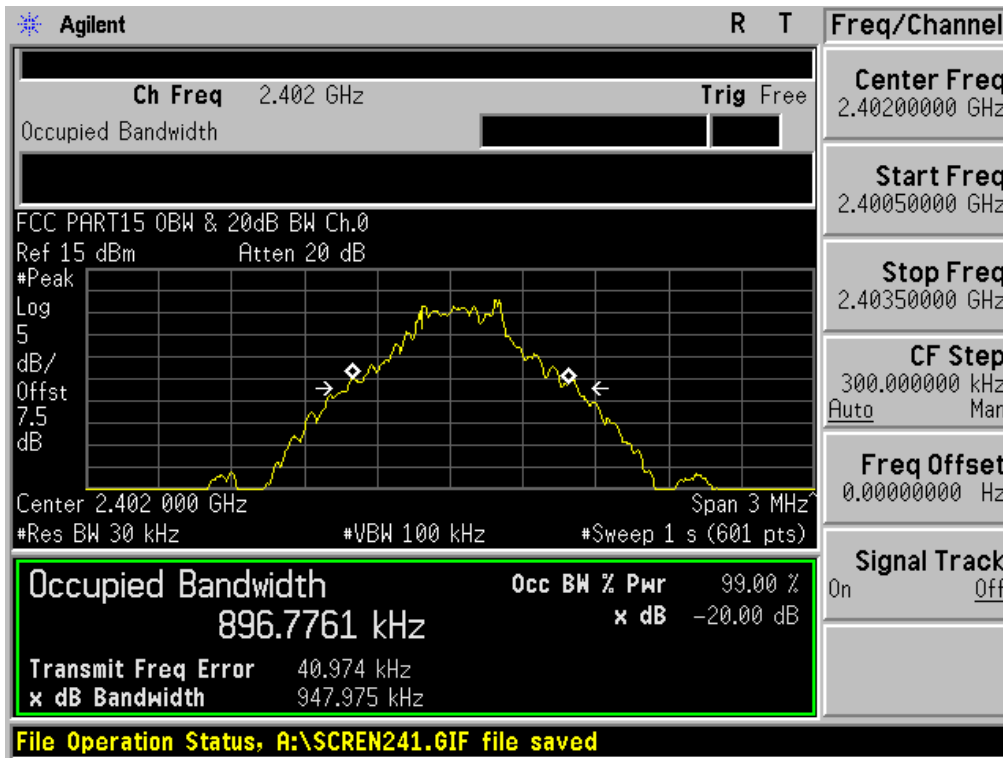 Agilent R T
Ch Freq 2.402 GHz Trig Free
Occupied Bandwidth
FCC PART15 OBW & 20dB BW Ch.0
Ref 15 dBm Atten 20 dB
#Peak
Log
5
dB/
Offst
7.5
dB
Center 2.402 000 GHz Span 3 MHz^
#Res BW 30 kHz #VBW 100 kHz #Sweep 1 s (601 pts)
Occupied Bandwidth Occ BW % Pwr 99.00 %
896.7761 kHz x dB -20.00 dB
Transmit Freq Error 40.974 kHz
x dB Bandwidth 947.975 kHz
File Operation Status, A:\SCREN241.GIF file saved
Freq/Channel
Center Freq
2.40200000 GHz
Start Freq
2.40050000 GHz
Stop Freq
2.40350000 GHz
CF Step
300.000000 kHz
Auto Man
Freq Offset
0.00000000 Hz
Signal Track
On Off